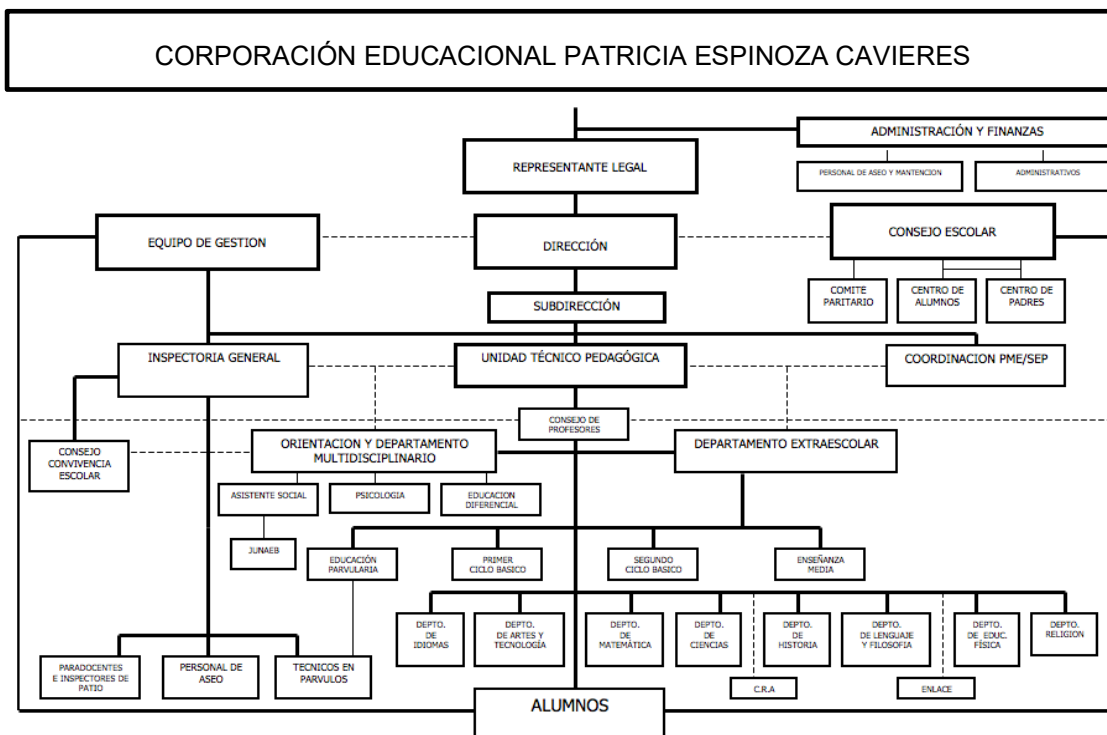 CORPORACIÓN EDUCACIONAL PATRICIA ESPINOZA CAVIERES
ADMINISTRACIÓN Y FINANZAS
REPRESENTANTE LEGAL
PERSONAL DE ASEO Y MANTENCION
ADMINISTRATIVOS
EQUIPO DE GESTION
DIRECCIÓN
CONSEJO ESCOLAR
COMITE
PARITARIO
CENTRO DE
ALUMNOS
CENTRO DE
PADRES
SUBDIRECCIÓN
INSPECTORIA GENERAL
UNIDAD TÉCNICO PEDAGÓGICA
COORDINACION PME/SEP
CONSEJO DE
PROFESORES
CONSEJO
CONVIVENCIA
ESCOLAR
ORIENTACION Y DEPARTAMENTO
MULTIDISCIPLINARIO
DEPARTAMENTO EXTRAESCOLAR
ASISTENTE SOCIAL
PSICOLOGIA
EDUCACION
DIFERENCIAL
JUNAEB
EDUCACIÓN
PARVULARIA
PRIMER
CICLO BASICO
SEGUNDO
CICLO BASICO
ENSEÑANZA
MEDIA
DEPTO.
DE
IDIOMAS
DEPTO.
DE ARTES Y
TECNOLOGÍA
DEPTO.
DE
MATEMÁTICA
DEPTO.
DE
CIENCIAS
DEPTO.
DE
HISTORIA
DEPTO.
DE LENGUAJE
Y FILOSOFIA
DEPTO.
DE EDUC.
FÍSICA
DEPTO.
RELIGION
PARADOCENTES
E INSPECTORES DE
PATIO
PERSONAL DE
ASEO
TECNICOS EN
PARVULOS
C.R.A
ENLACE
ALUMNOS